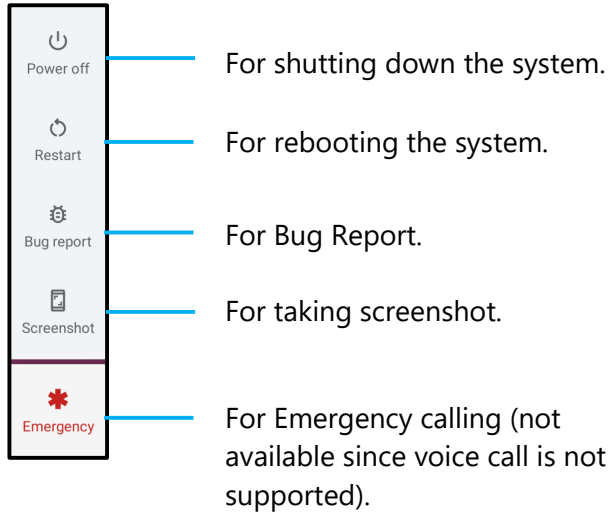 Power off
For shutting down the system.
Restart
For rebooting the system.
Bug report
For Bug Report.
Screenshot
For taking screenshot.
Emergency
For Emergency calling (not
available since voice call is not
supported).